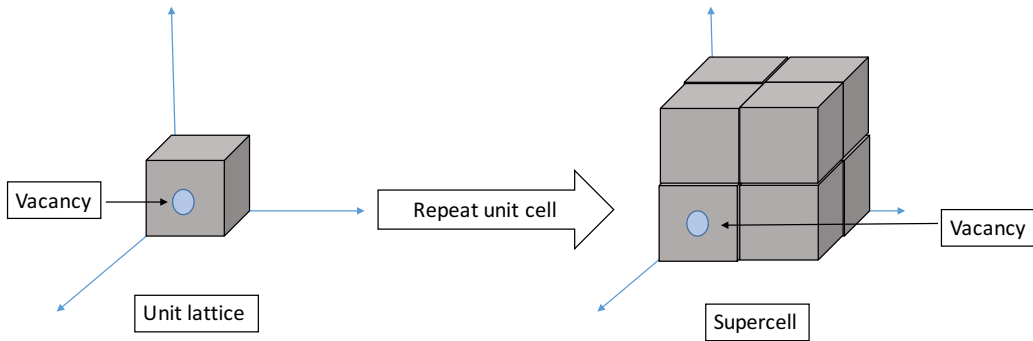 Vacancy
Repeat unit cell
Vacancy
Unit lattice
Supercell